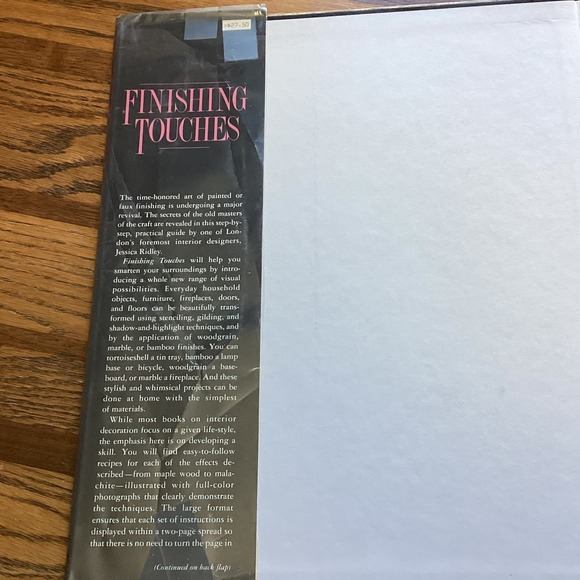 27.50
FINISHING
TOUCHES
The time-honored art of painted or
faux finishing is undergoing a major
revival. The secrets of the old masters
of the craft are revealed in this step-by-
step, practical guide by one of Lon-
don's foremost interior designers,
Jessica Ridley.
Finishing Touches will help you
smarten your surroundings by intro-
ducing a whole new range of visual
possibilities. Everyday household
objects, furniture, fireplaces, doors,
and floors can be beautifully trans-
formed using stenciling, gilding, and
shadow-and-highlight techniques, and
by the application of woodgrain,
marble, or bamboo finishes. You can
tortoiseshell a tin tray, bamboo a lamp
base or bicycle, woodgrain a base-
board, or marble a fireplace. And these
stylish and whimsical projects can be
done at home with the simplest
of materials.
While most books on interior
decoration focus on a given life-style,
the emphasis here is on developing a
skill. You will find easy-to-follow
recipes for each of the effects de-
scribed—from maple wood to mala-
chite—illustrated with full-color
photographs that clearly demonstrate
the techniques. The large format
ensures that each set of instructions is
displayed within a two-page spread so
that there is no need to turn the page in
(Continued on back flap)